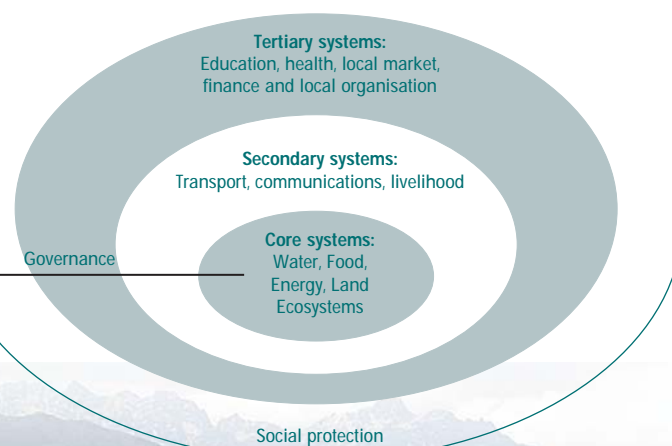 Tertiary systems:
Education, health, local market,
finance and local organisation
Secondary systems:
Transport, communications, livelihood
Core systems:
Water, Food,
Energy, Land
Ecosystems
Governance
Social protection